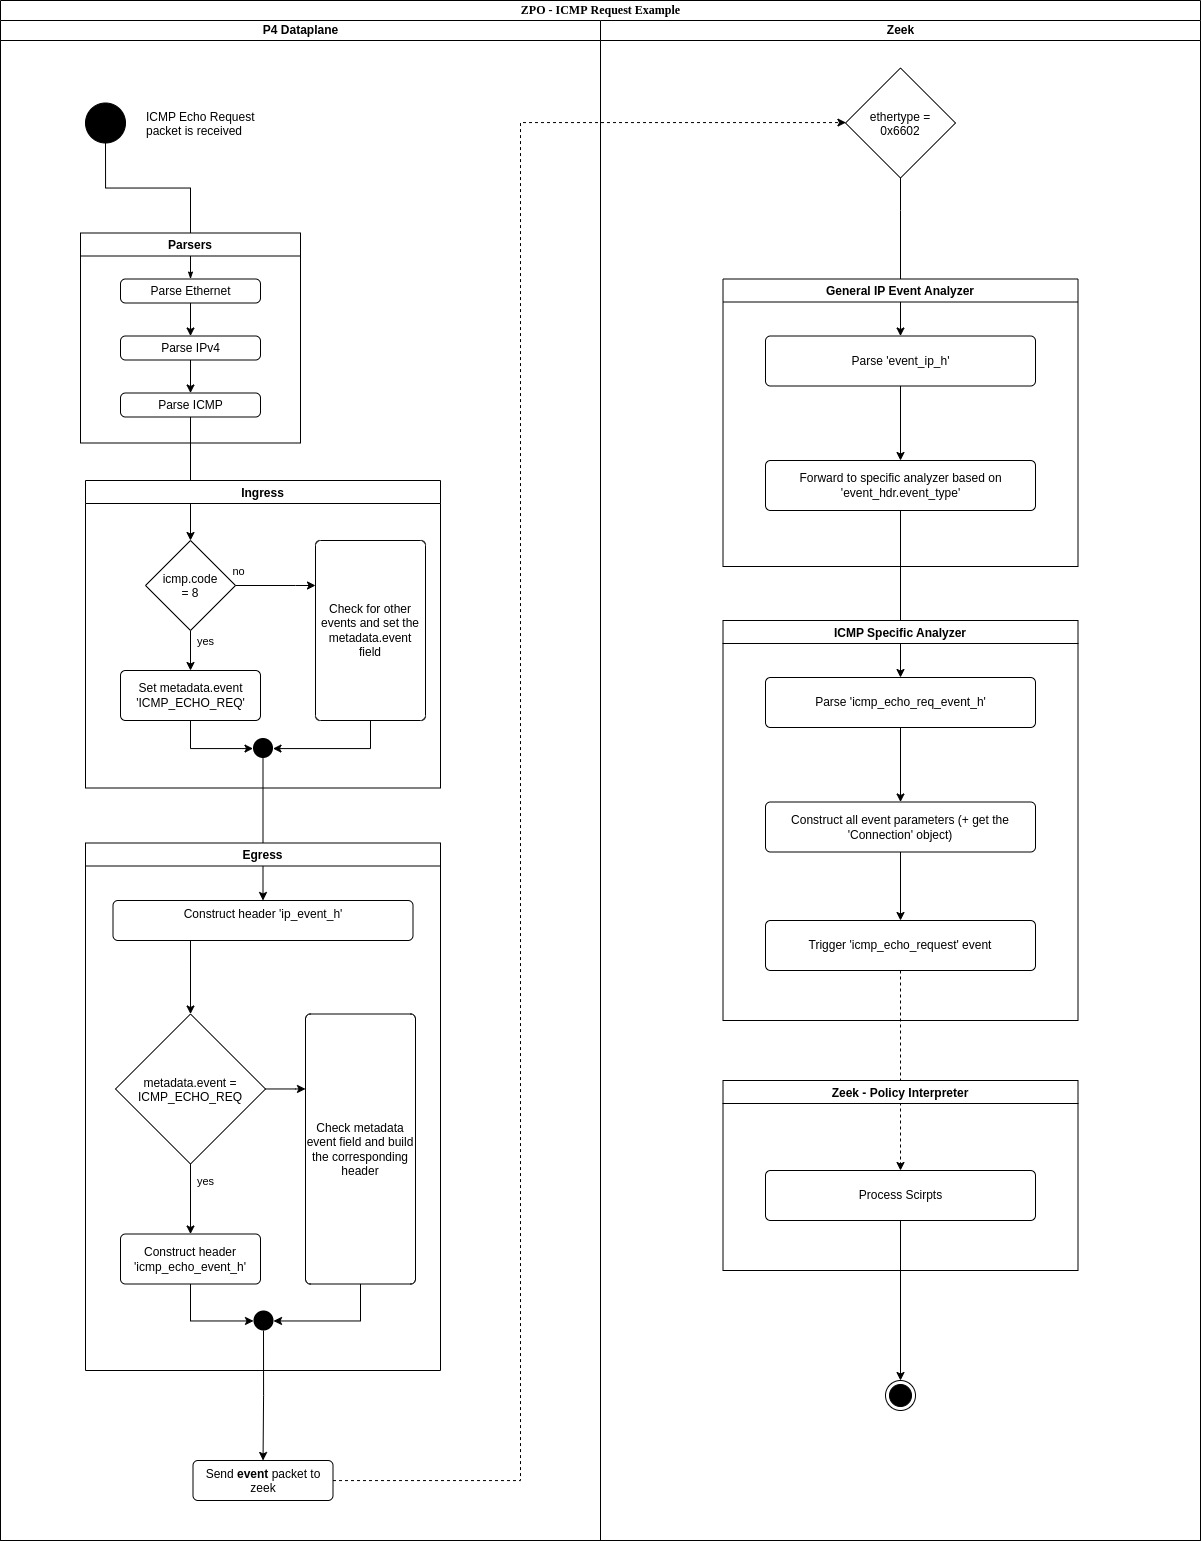 ZPO - ICMP Request Example
P4 Dataplane
Zeek
ICMP Echo Request
packet is received
Parsers
Parse Ethernet
Parse IPv4
Parse ICMP
Ingress
icmp.code
= 8
no
yes
Check for other
events and set the
metadata.event
field
Set metadata.event
'ICMP_ECHO_REQ'
Egress
Construct header 'ip_event_h'
metadata.event =
ICMP_ECHO_REQ
yes
Check metadata
event field and build
the corresponding
header
Construct header
'icmp_echo_event_h'
Send event packet to
zeek
ethertype =
0x6602
General IP Event Analyzer
Parse 'event_ip_h'
Forward to specific analyzer based on
'event_hdr.event_type'
ICMP Specific Analyzer
Parse 'icmp_echo_req_event_h'
Construct all event parameters (+ get the
'Connection' object)
Trigger 'icmp_echo_request' event
Zeek - Policy Interpreter
Process Scirpts